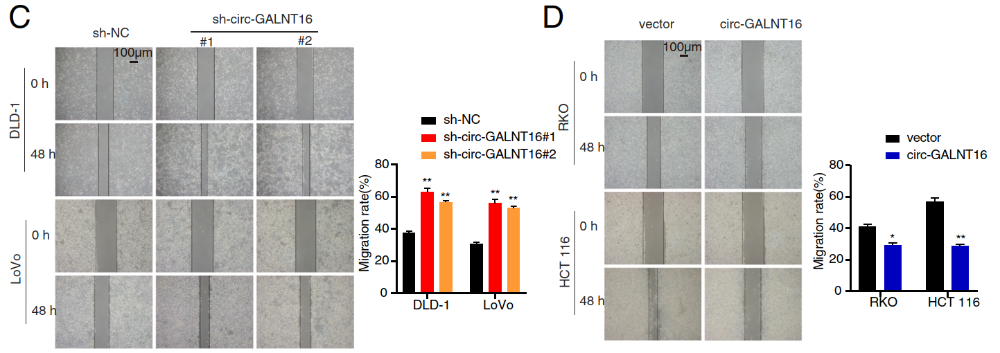 C
sh-NC
sh-circ-GALNT16
#1
#2
100μm
DLD-1
0 h
48 h
LoVo
0 h
48 h
sh-NC
sh-circ-GALNT16#1
sh-circ-GALNT16#2
Migration rate(%)
80
60
40
20
0
**
**
**
**
DLD-1
LoVo
D
vector
circ-GALNT16
100μm
RKO
0 h
48 h
HCT 116
0 h
48 h
vector
circ-GALNT16
Migration rate(%)
80
60
40
20
0
*
**
RKO
HCT 116